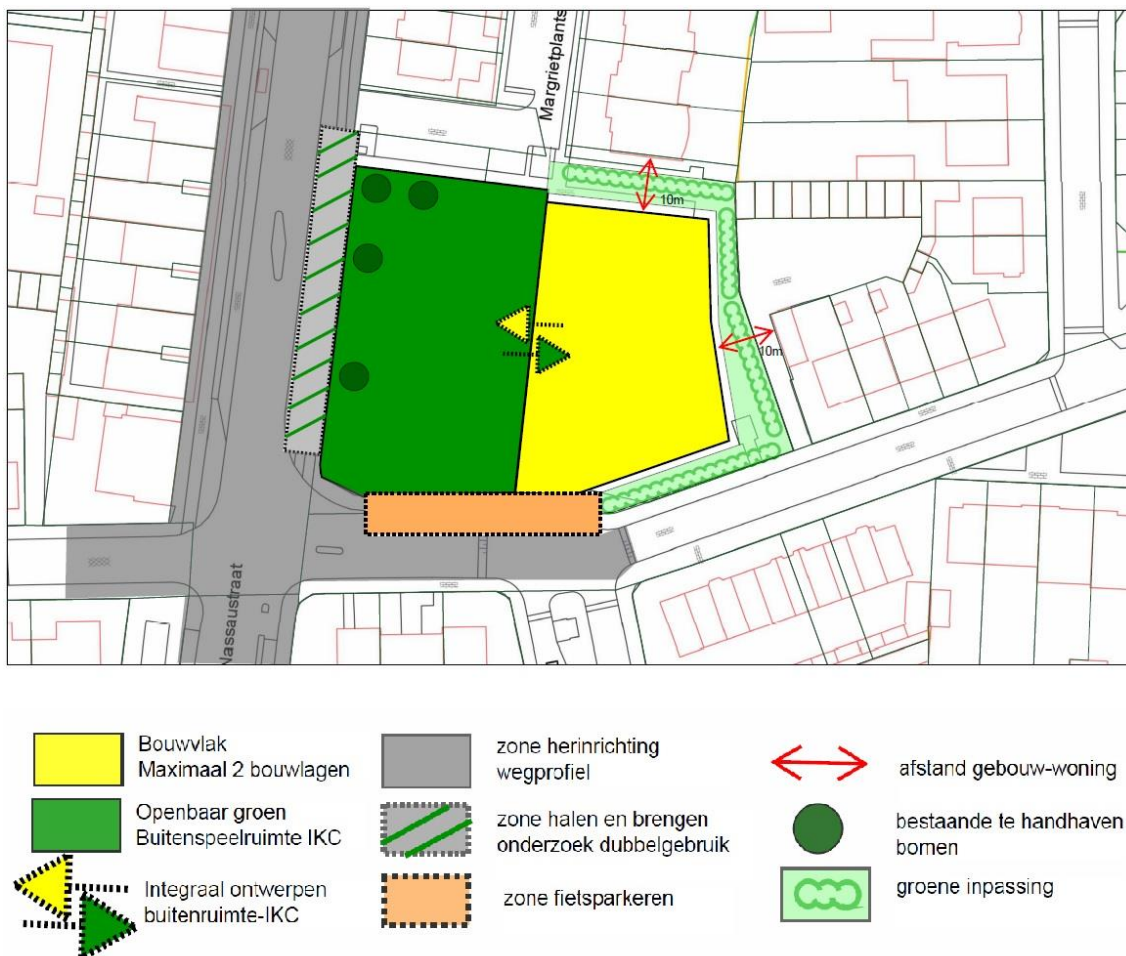 Margrietplants
10m
10m
Nassaustraat
Bouwvlak
Maximaal 2 bouwlagen
zone herinrichting
wegprofiel
afstand gebouw-woning
Openbaar groen
Buitenspeelruimte IKC
zone halen en brengen
onderzoek dubbelgebruik
bestaande te handhaven
bomen
Integraal ontwerpen
buitenruimte-IKC
zone fietsparkeren
groene inpassing